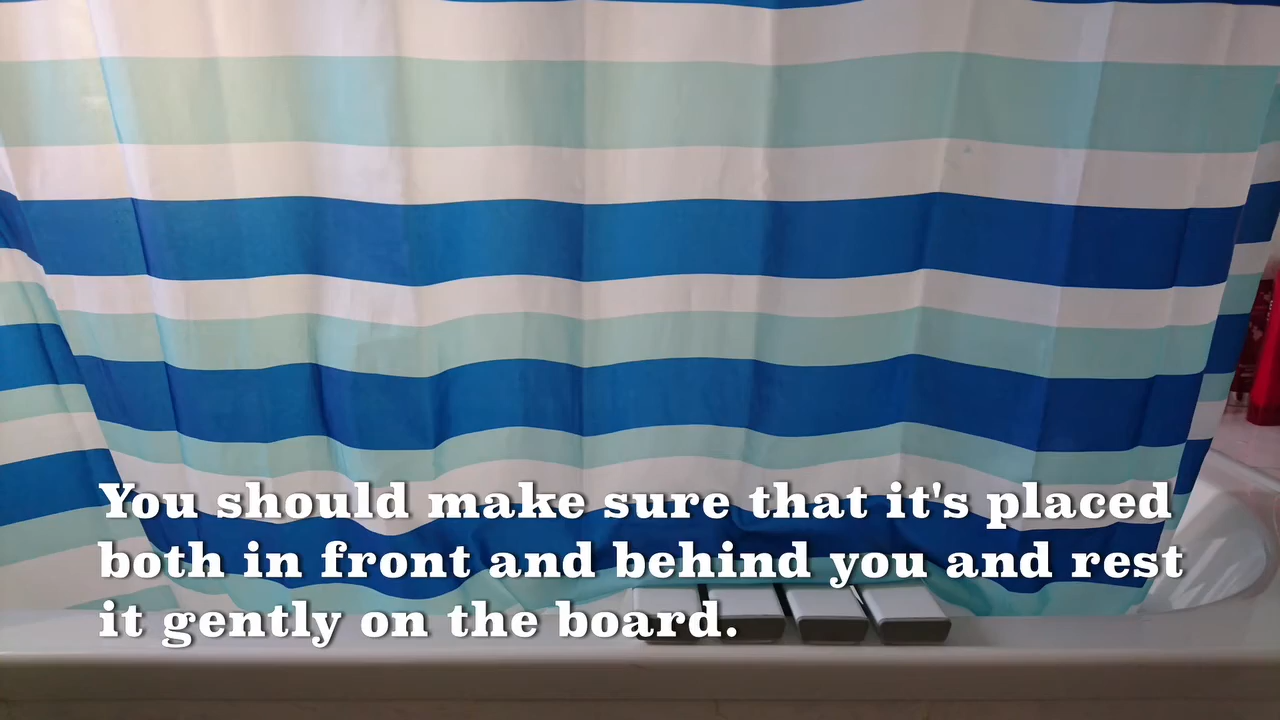 You should make sure that it's placed
both in front and behind you and rest
it gently on the board.